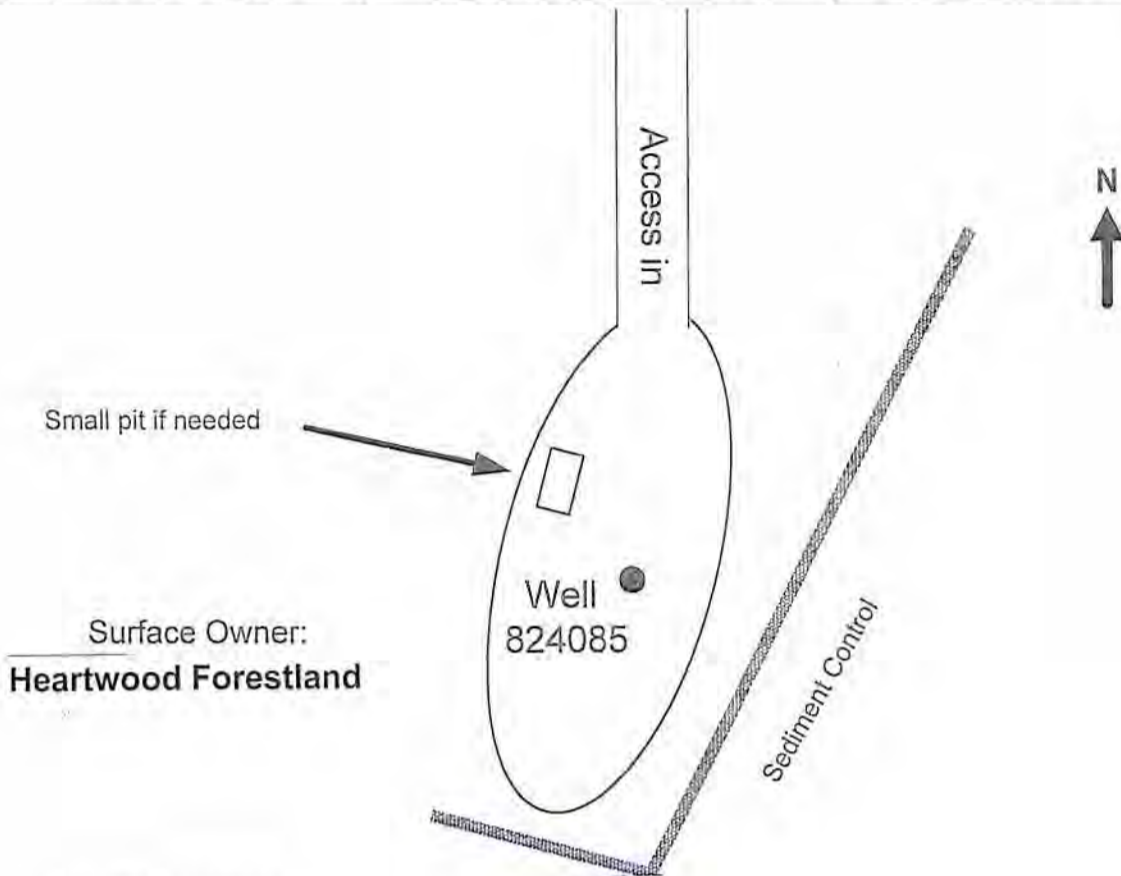 Access in
N
Small pit if needed
Well
824085
Surface Owner:
Heartwood Forestland
Sediment Control